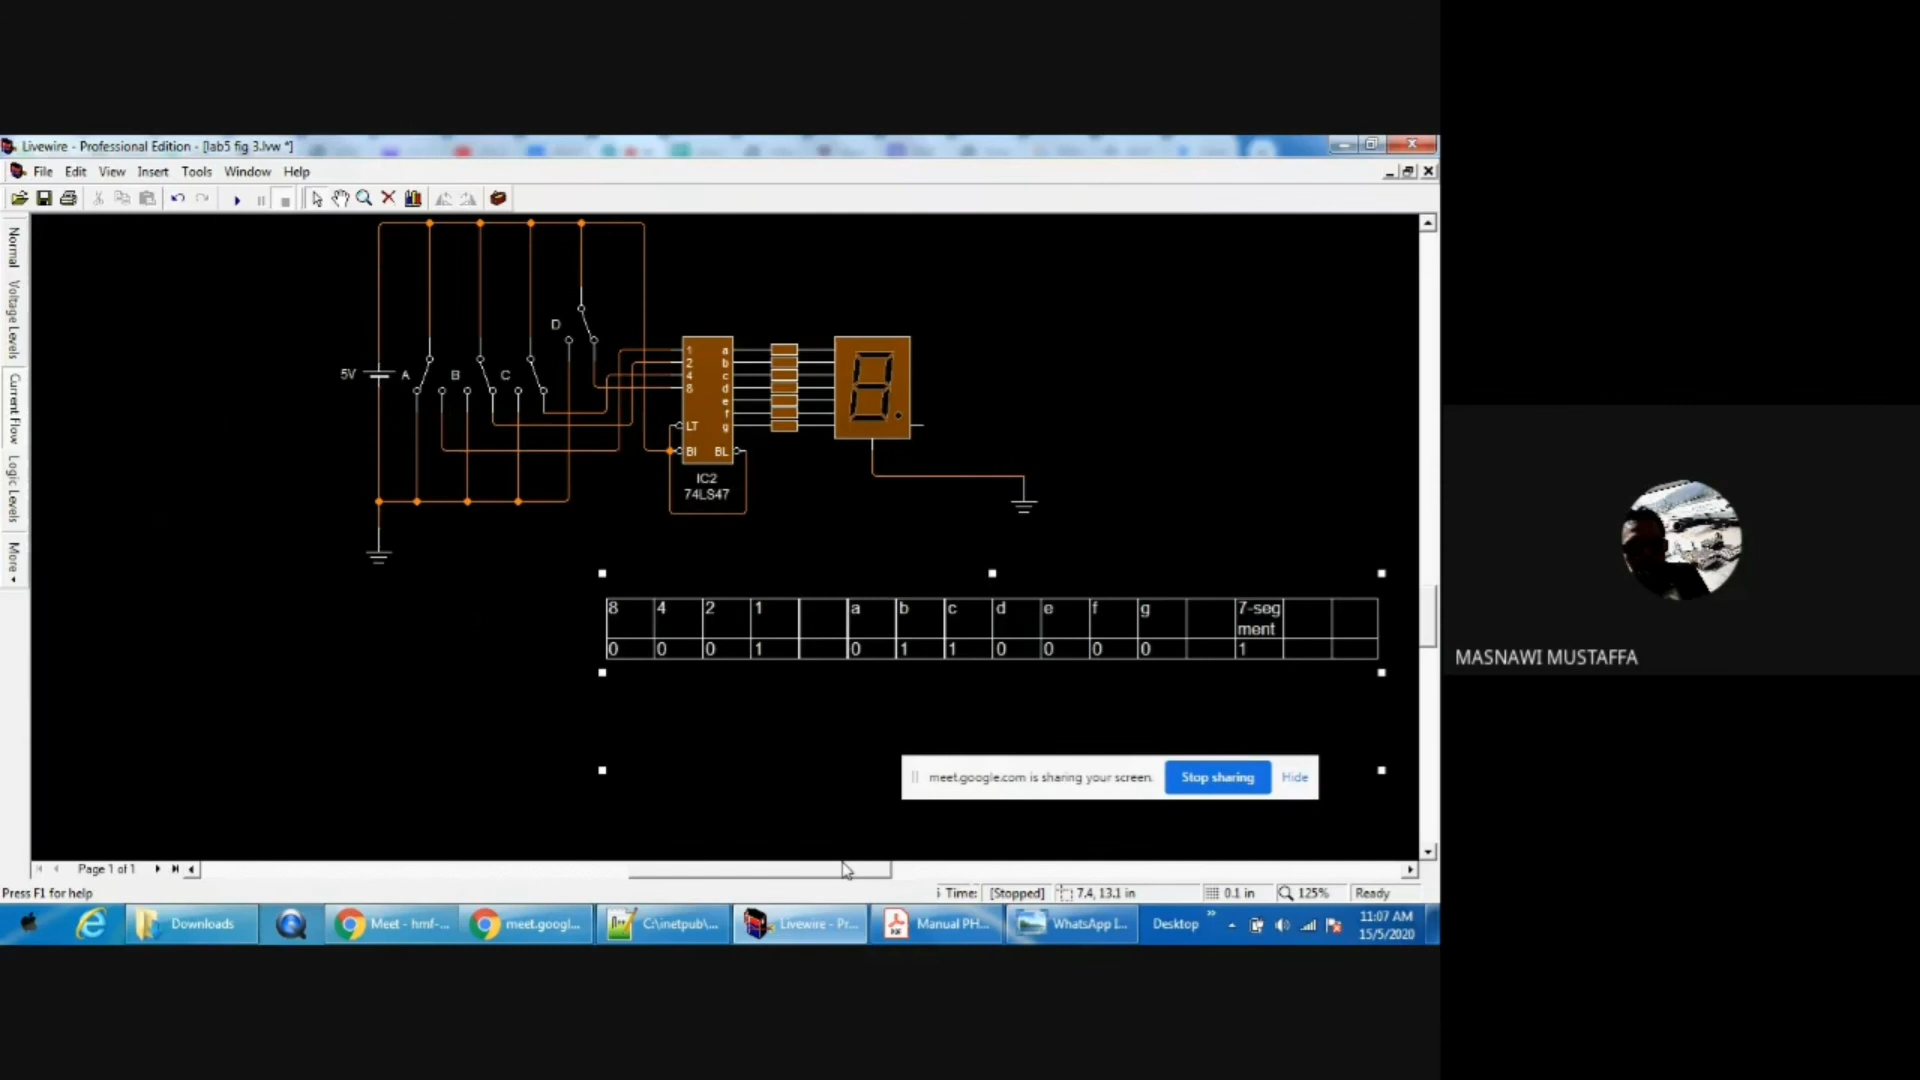 Livewire - Professional Edition - [lab5 fig 3.lvw *]
File Edit View Insert Tools Window Help
Normal
Voltage Levels
Current Flow
Logic Levels
More
5V
A
B
C
D
1 a
2 b
4 c
8 d
e
f
LT g
BI BL
IC2
74LS47
8 4 2 1 a b c d e f g 7-seg
ment
0 0 0 1 0 1 1 0 0 0 0 1
meet.google.com is sharing your screen. Stop sharing Hide
MASNAWI MUSTAFFA
Page 1 of 1
Press F1 for help
Time: [Stopped] 7.4, 13.1 in 0.1 in 125% Ready
Downloads
Meet - hmf-...
meet.googl...
C:\inetpub\...
Livewire - Pr...
Manual PH...
WhatsApp I...
Desktop
11:07 AM
15/5/2020